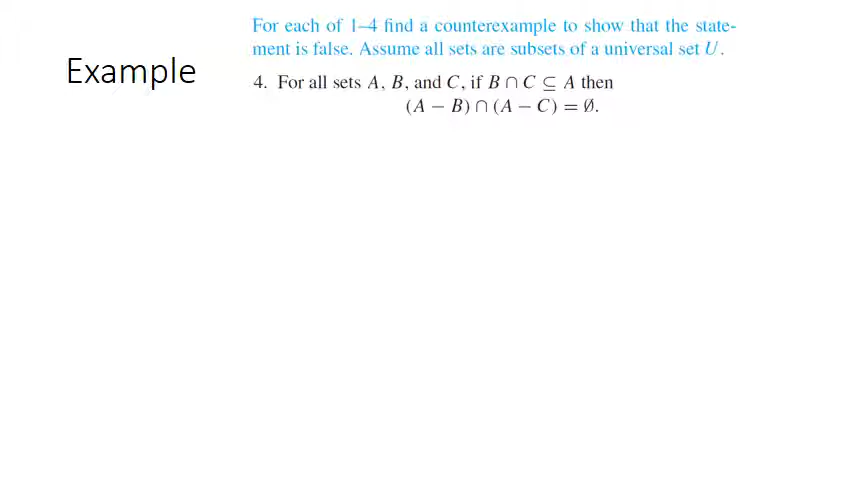 Example
For each of 1–4 find a counterexample to show that the state-
ment is false. Assume all sets are subsets of a universal set U.
4. For all sets A, B, and C, if B ∩ C ⊆ A then
(A − B) ∩ (A − C) = ∅.